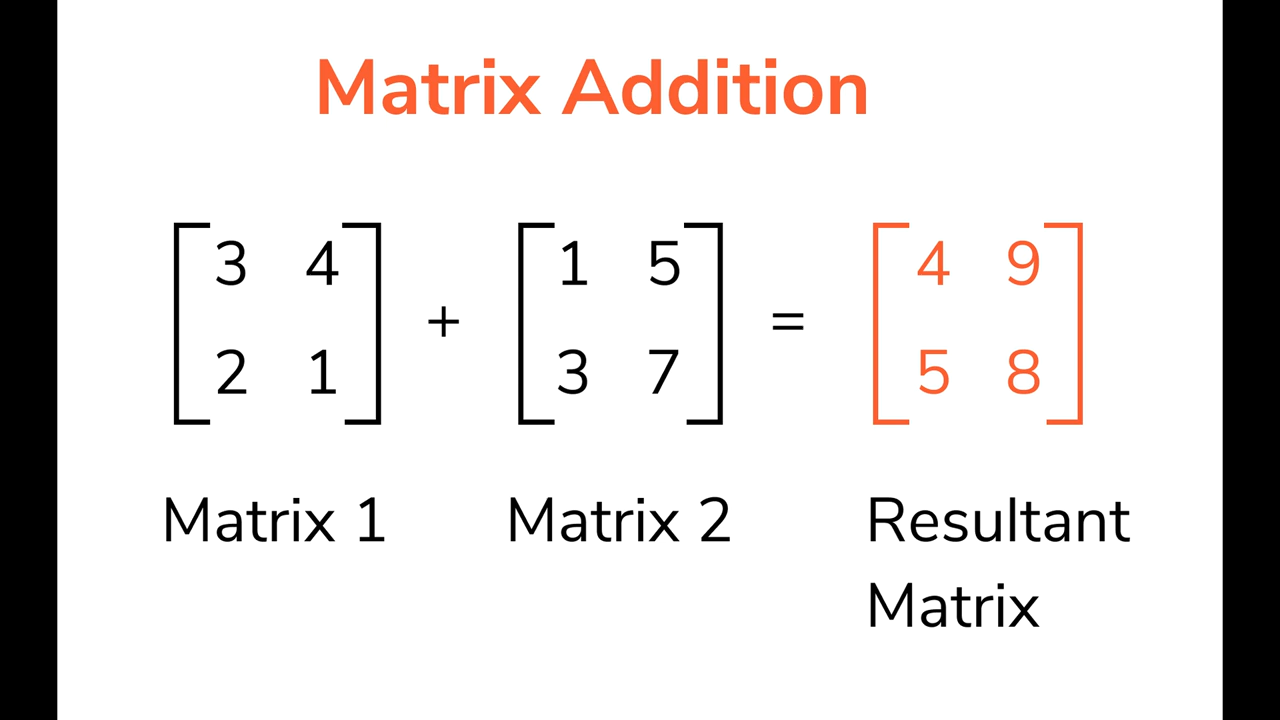 Matrix Addition
3 4 1 5 4 9
+ =
2 1 3 7 5 8
Matrix 1 Matrix 2 Resultant
Matrix